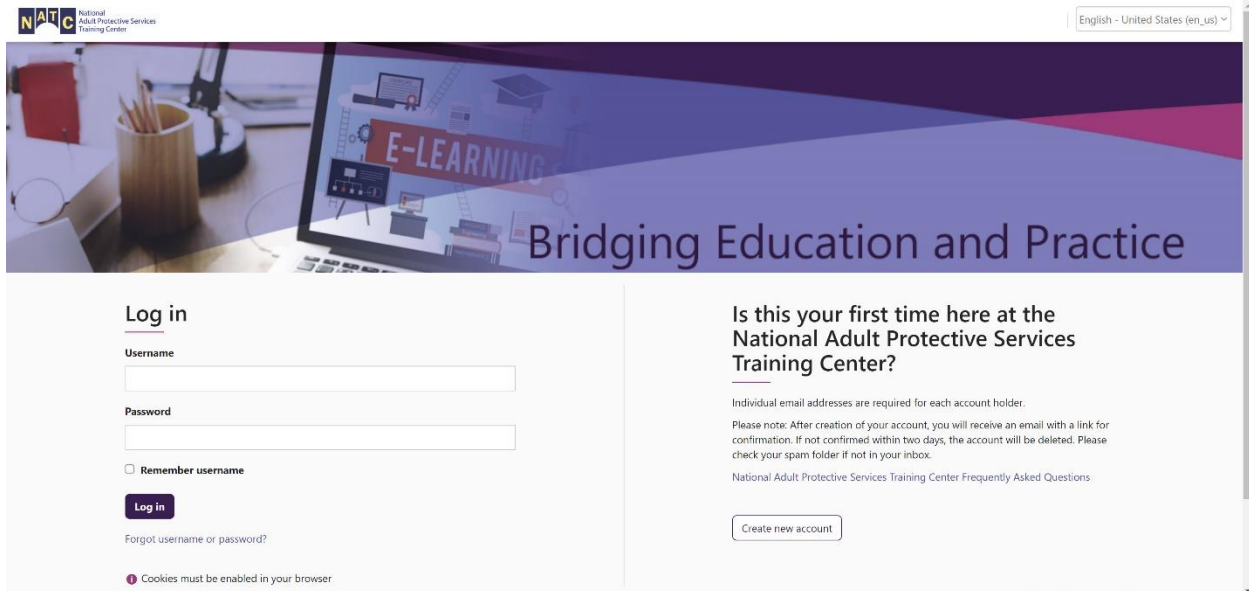 NATC
National
Adult Protective Services
Training Center
English - United States (en_us)
E-LEARNING
Bridging Education and Practice
Log in
Username
Password
Remember username
Log in
Forgot username or password?
Cookies must be enabled in your browser
Is this your first time here at the
National Adult Protective Services
Training Center?
Individual email addresses are required for each account holder.
Please note: After creation of your account, you will receive an email with a link for
confirmation. If not confirmed within two days, the account will be deleted. Please
check your spam folder if not in your inbox.
National Adult Protective Services Training Center Frequently Asked Questions
Create new account